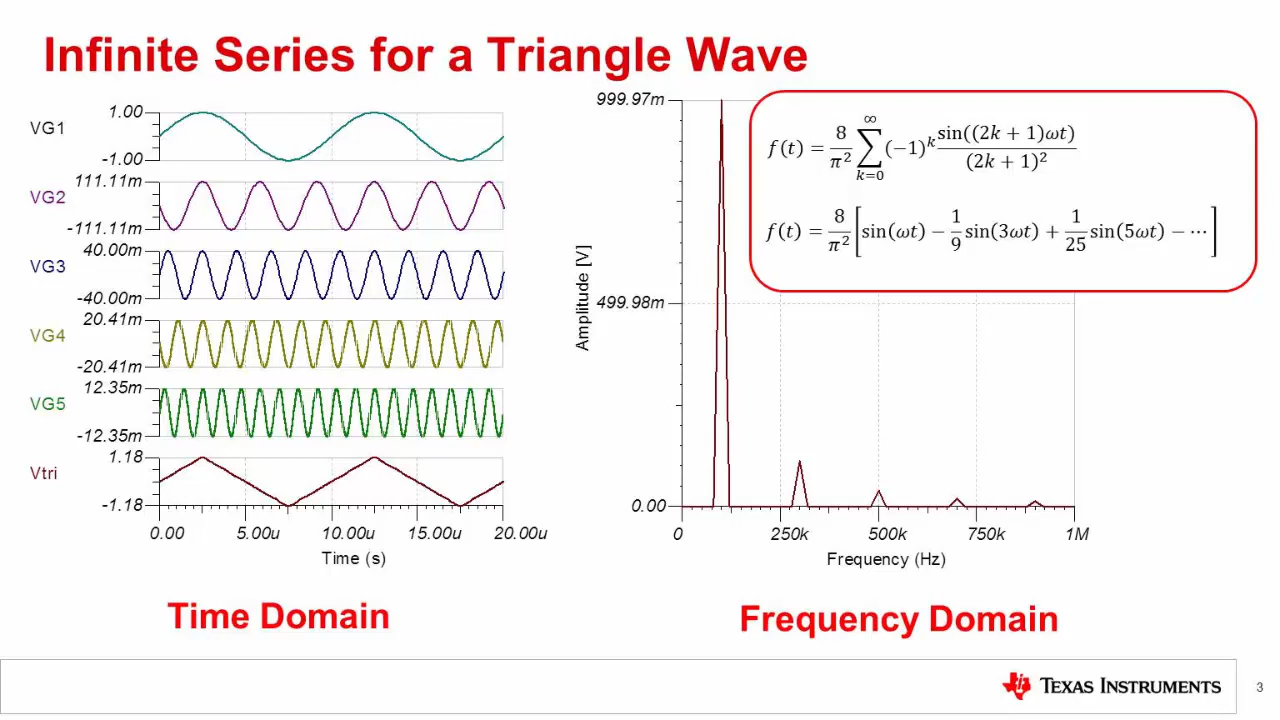 Infinite Series for a Triangle Wave
VG1
1.00
-1.00
VG2
111.11m
-111.11m
VG3
40.00m
-40.00m
VG4
20.41m
-20.41m
VG5
12.35m
-12.35m
Vtri
1.18
-1.18
0.00 5.00u 10.00u 15.00u 20.00u
Time (s)
Time Domain
999.97m
499.98m
0.00
Amplitude [V]
0 250k 500k 750k 1M
Frequency (Hz)
f(t) = 8/π² ∑_{k=0}^{∞} (−1)^k sin((2k + 1)ωt)/(2k + 1)²
f(t) = 8/π² [sin(ωt) − 1/9 sin(3ωt) + 1/25 sin(5ωt) − ⋯]
Frequency Domain
TEXAS INSTRUMENTS
3